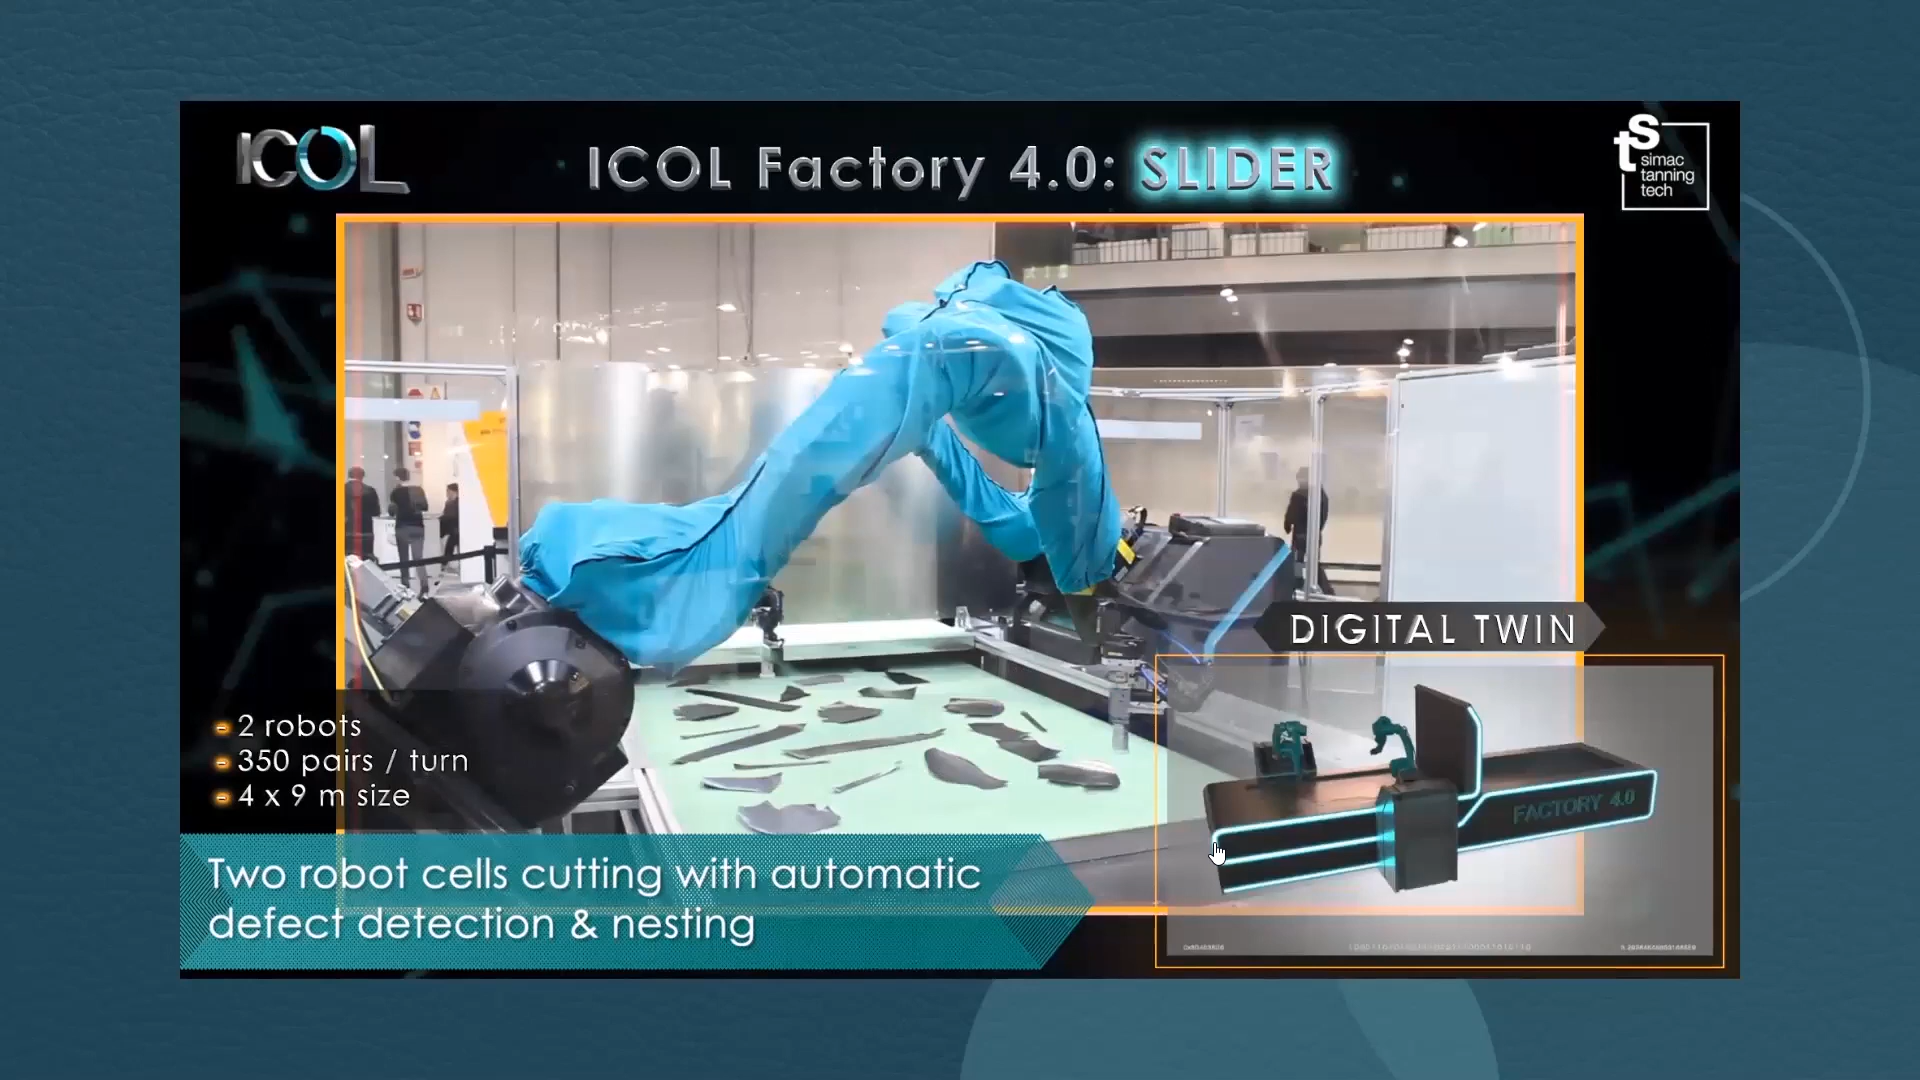 ICOL
ICOL Factory 4.0: SLIDER
ts
simac
tanning
tech
DIGITAL TWIN
- 2 robots
- 350 pairs / turn
- 4 x 9 m size
FACTORY 4.0
Two robot cells cutting with automatic
defect detection & nesting